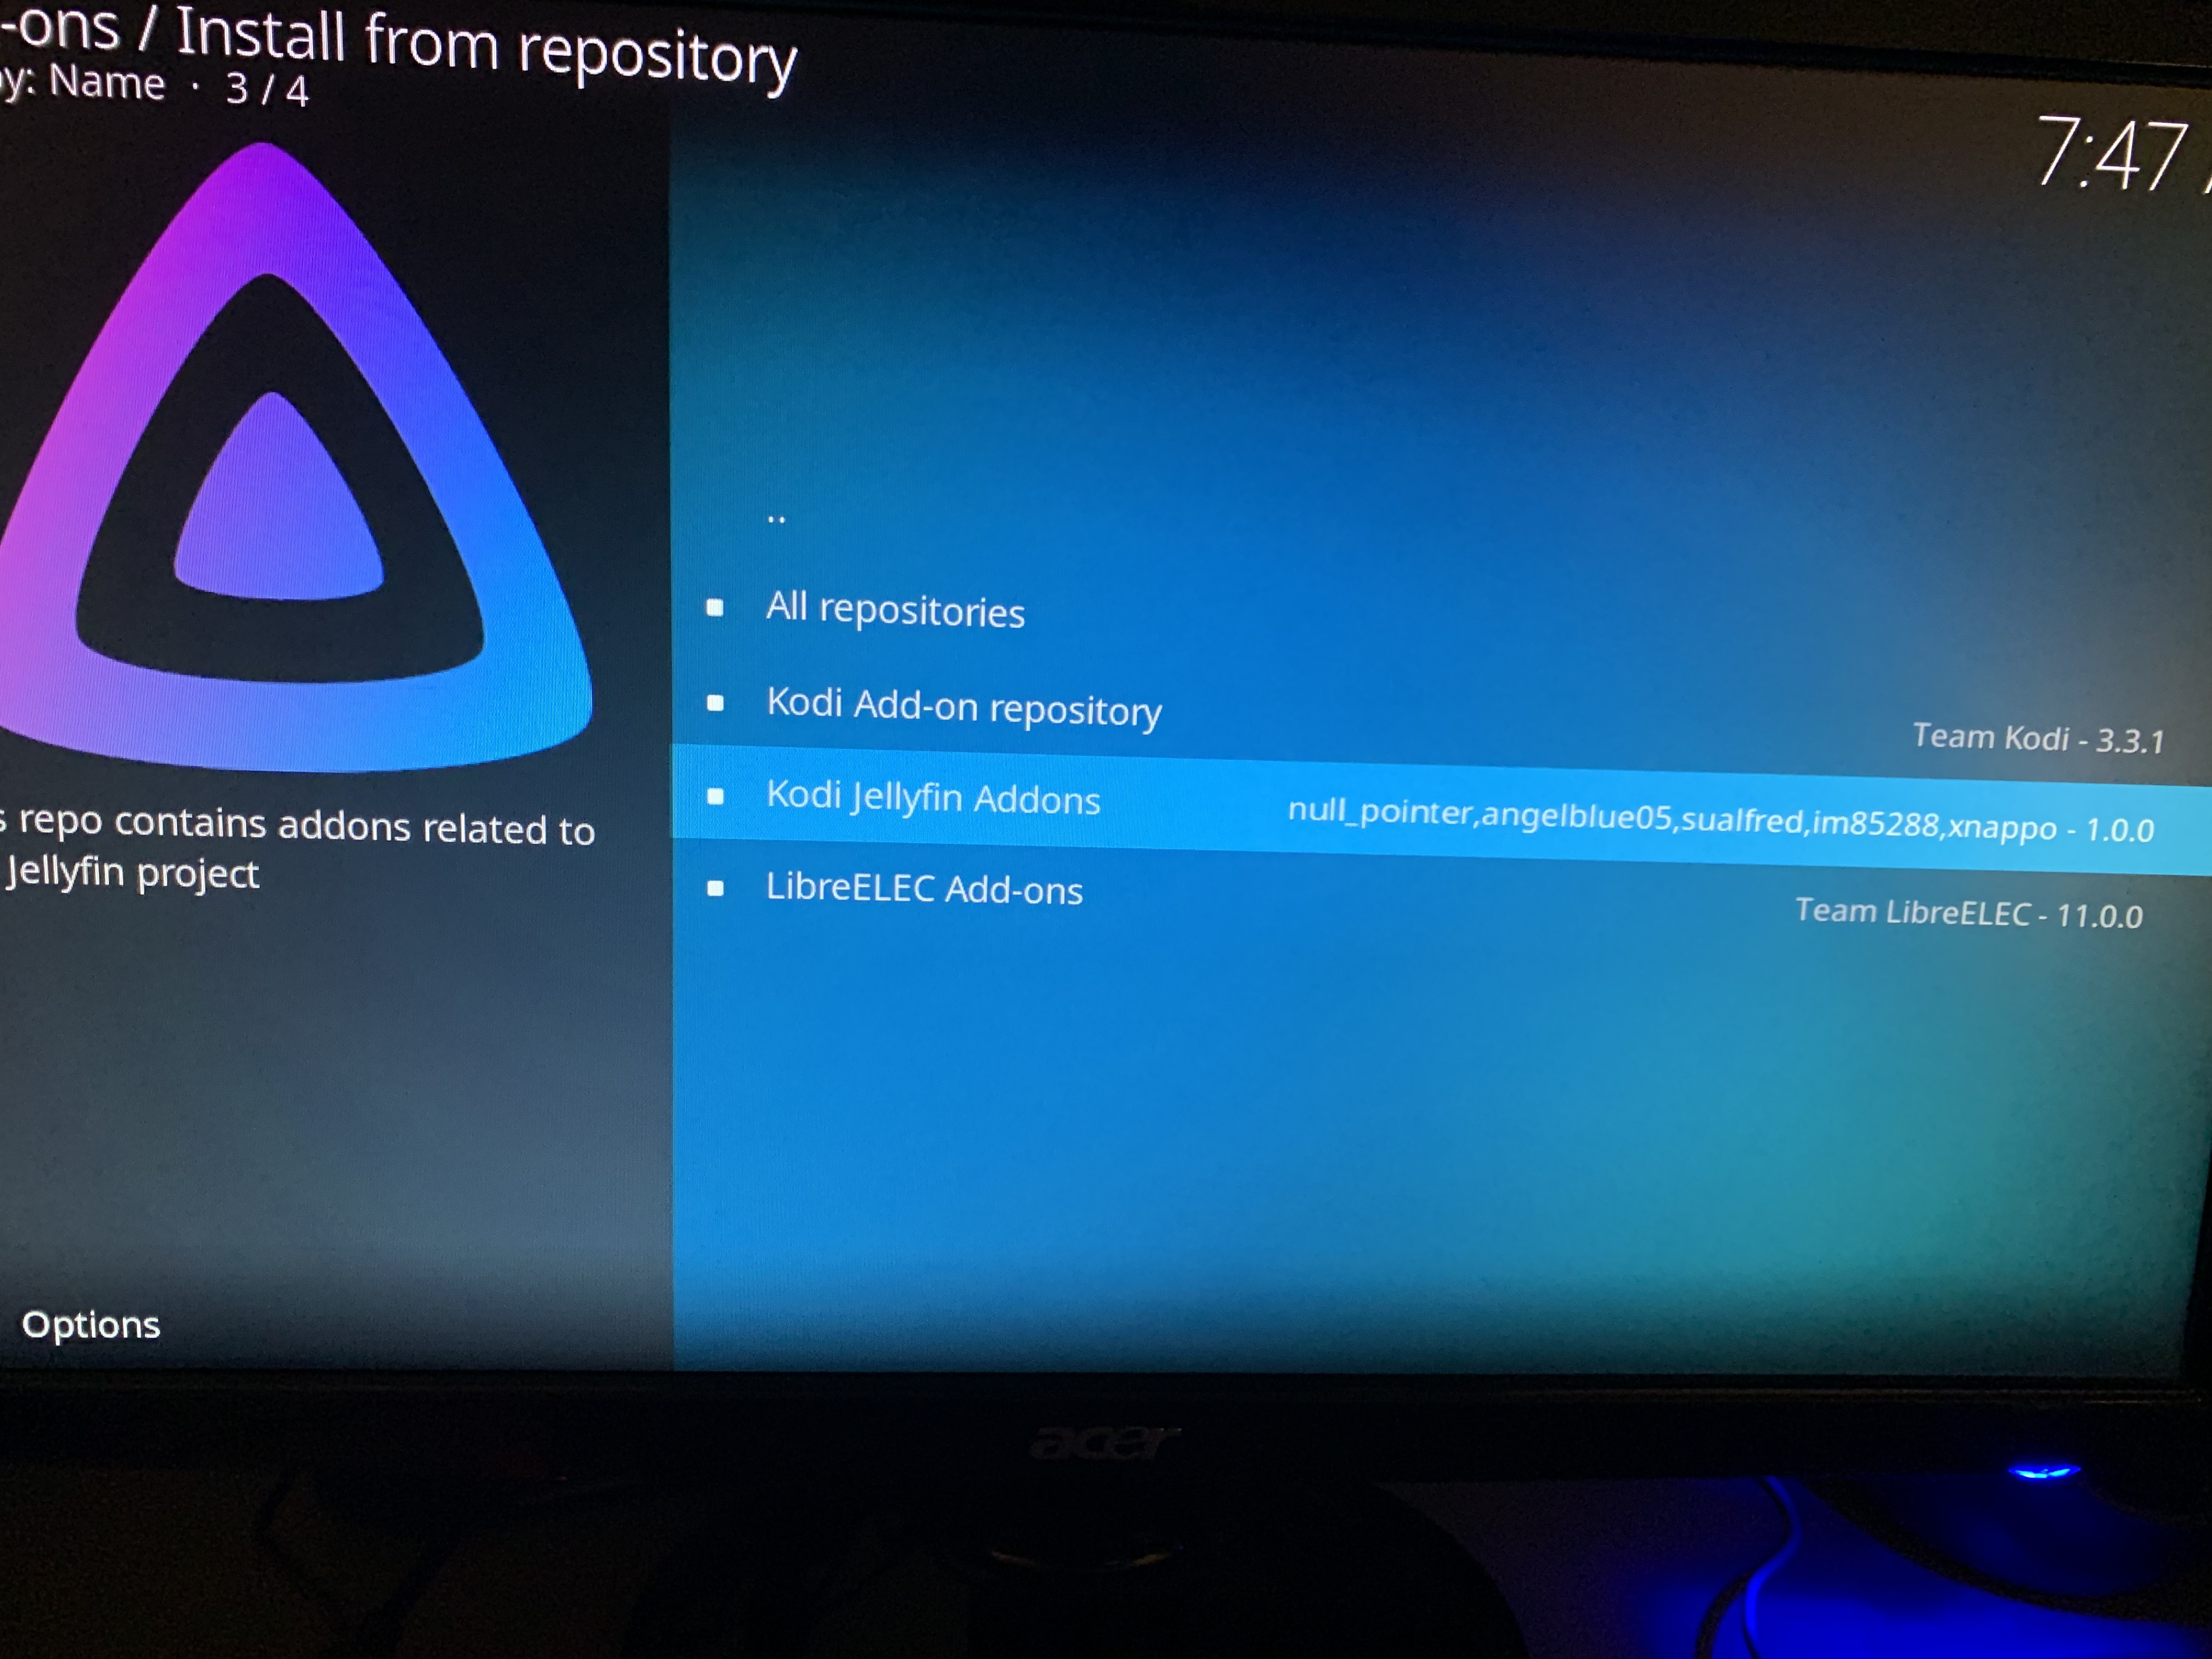 -ons / Install from repository
y: Name · 3 / 4
7:47
..
All repositories
Kodi Add-on repository
Team Kodi - 3.3.1
Kodi Jellyfin Addons
null_pointer,angelblue05,sualfred,im85288,xnappo - 1.0.0
LibreELEC Add-ons
Team LibreELEC - 11.0.0
s repo contains addons related to
Jellyfin project
Options
acer